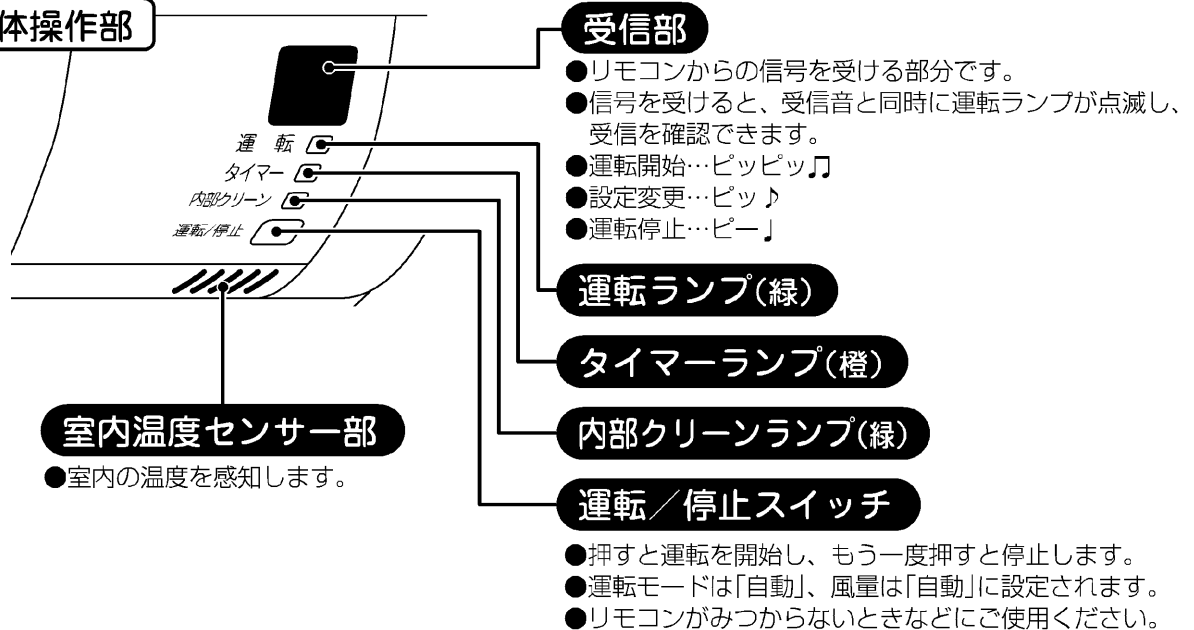 体操作部
受信部
●リモコンからの信号を受ける部分です。
●信号を受けると、受信音と同時に運転ランプが点滅し、
受信を確認できます。
●運転開始…ピッピッ♫
●設定変更…ピッ♪
●運転停止…ピー♩
運 転
タイマー
内部クリーン
運転/停止
運転ランプ(緑)
タイマーランプ(橙)
内部クリーンランプ(緑)
室内温度センサー部
●室内の温度を感知します。
運転／停止スイッチ
●押すと運転を開始し、もう一度押すと停止します。
●運転モードは「自動」、風量は「自動」に設定されます。
●リモコンがみつからないときなどにご使用ください。